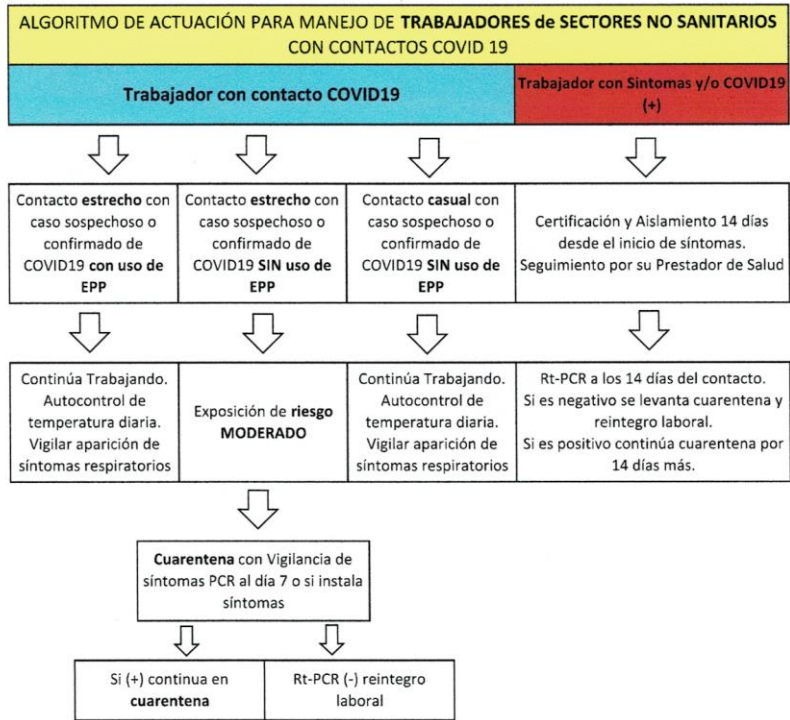 ALGORITMO DE ACTUACIÓN PARA MANEJO DE TRABAJADORES de SECTORES NO SANITARIOS
CON CONTACTOS COVID 19
Trabajador con contacto COVID19
Trabajador con Sintomas y/o COVID19
(+)
Contacto estrecho con
caso sospechoso o
confirmado de
COVID19 con uso de
EPP
Contacto estrecho con
caso sospechoso o
confirmado de
COVID19 SIN uso de
EPP
Contacto casual con
caso sospechoso o
confirmado de
COVID19 SIN uso de
EPP
Certificación y Aislamiento 14 días
desde el inicio de síntomas.
Seguimiento por su Prestador de Salud
Continúa Trabajando.
Autocontrol de
temperatura diaria.
Vigilar aparición de
síntomas respiratorios
Exposición de riesgo
MODERADO
Continúa Trabajando.
Autocontrol de
temperatura diaria.
Vigilar aparición de
síntomas respiratorios
Rt-PCR a los 14 días del contacto.
Si es negativo se levanta cuarentena y
reintegro laboral.
Si es positivo continúa cuarentena por
14 días más.
Cuarentena con Vigilancia de
síntomas PCR al día 7 o si instala
síntomas
Si (+) continua en
cuarentena
Rt-PCR (-) reintegro
laboral